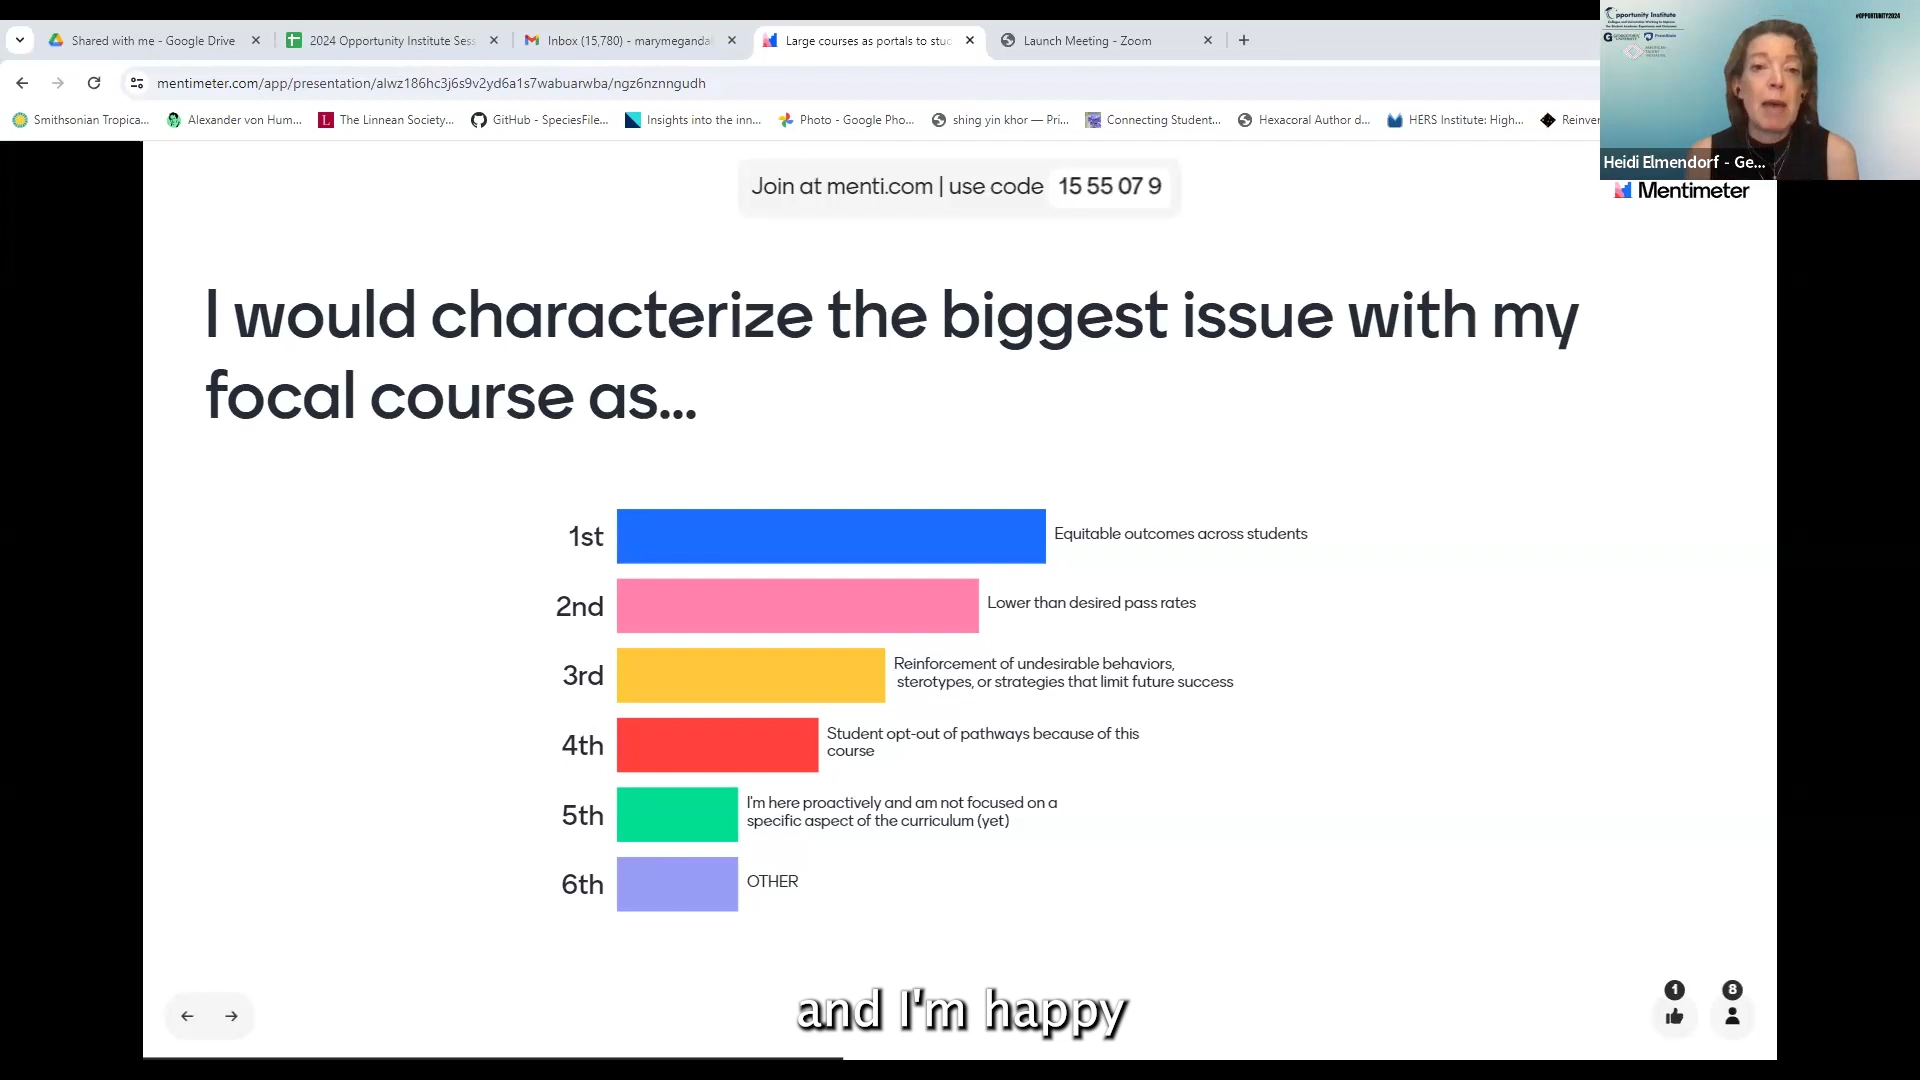 Shared with me - Google Drive
2024 Opportunity Institute Sess
Inbox (15,780) - marymeganda
Large courses as portals to stud
Launch Meeting - Zoom
mentimeter.com/app/presentation/alwz186hc3j6s9v2yd6a1s7wabuarwba/ngz6nznngudh
Smithsonian Tropica...
Alexander von Hum...
The Linnean Society...
GitHub - SpeciesFile...
Insights into the inn...
Photo - Google Pho...
shing yin khor — Pri...
Connecting Student...
Hexacoral Author d...
HERS Institute: High...
Reinver
Opportunity Institute
#OPPORTUNITY2024
Heidi Elmendorf - Ge...
Mentimeter
Join at menti.com | use code 15 55 07 9
I would characterize the biggest issue with my
focal course as...
1st
Equitable outcomes across students
2nd
Lower than desired pass rates
3rd
Reinforcement of undesirable behaviors,
sterotypes, or strategies that limit future success
4th
Student opt-out of pathways because of this
course
5th
I'm here proactively and am not focused on a
specific aspect of the curriculum (yet)
6th
OTHER
1
8
and I'm happy